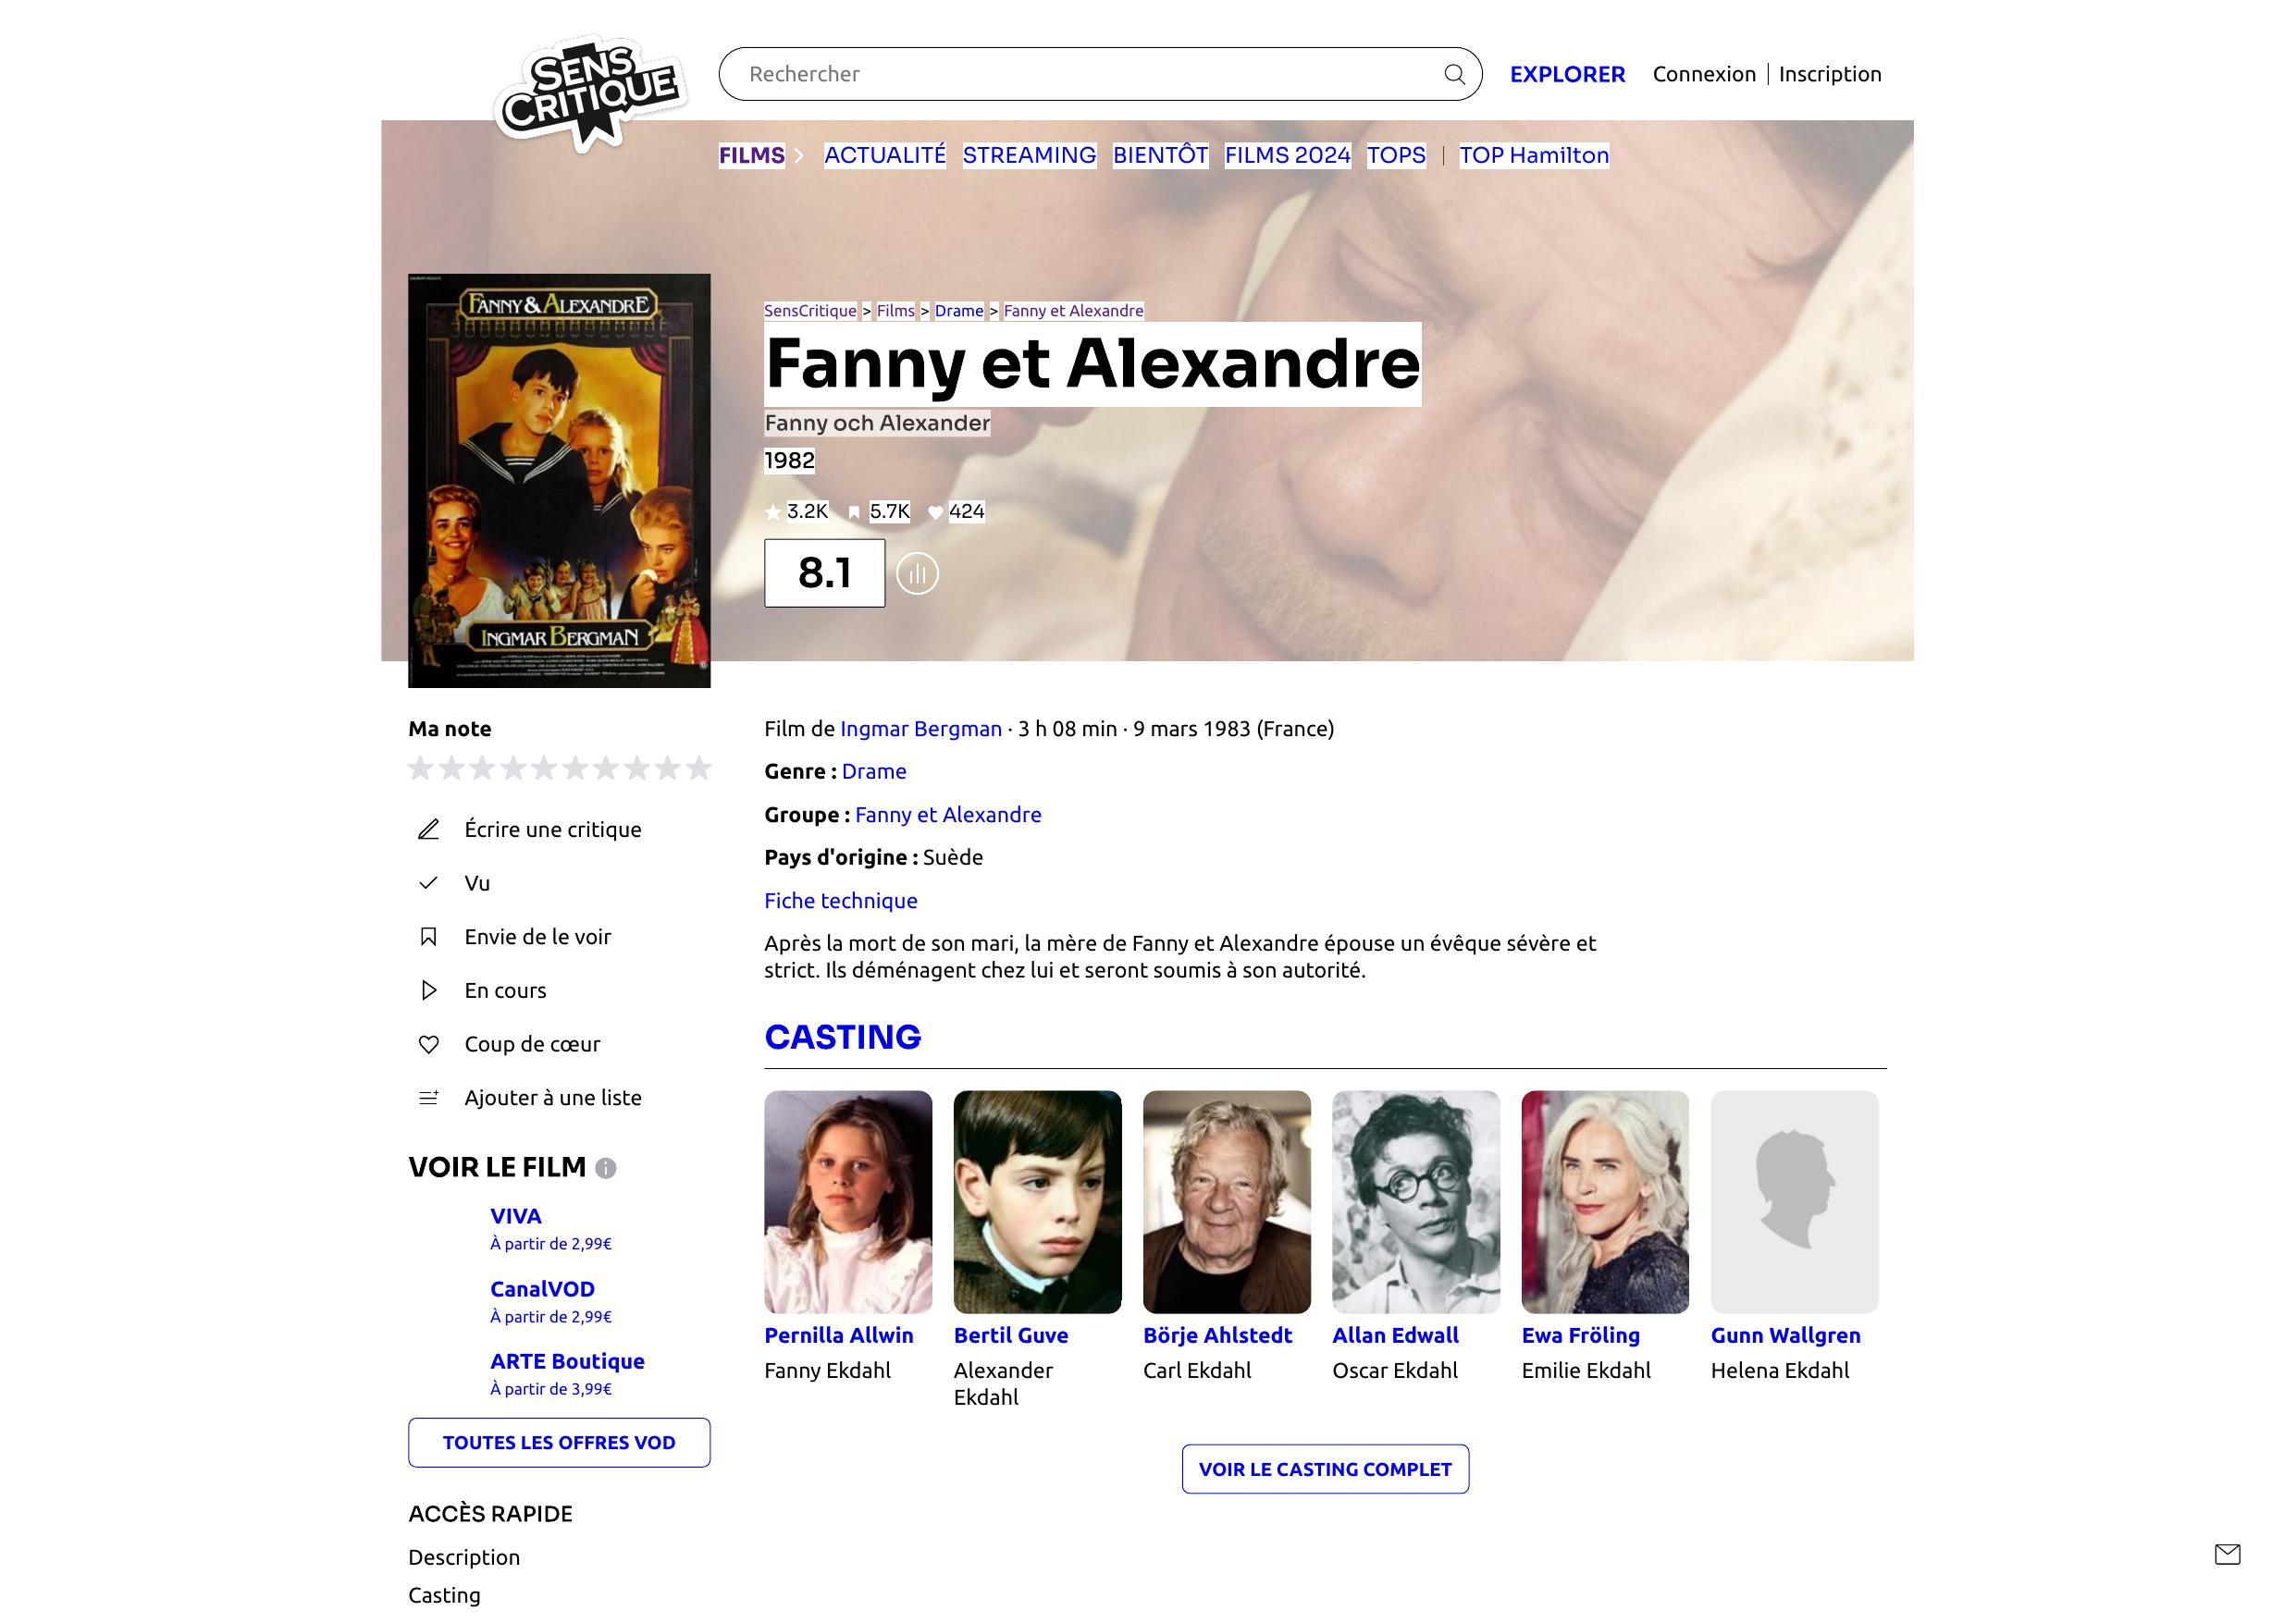 SENS
CRITIQUE
Rechercher
EXPLORER
Connexion
Inscription
FILMS
ACTUALITÉ
STREAMING
BIENTÔT
FILMS 2024
TOPS
TOP Hamilton
FANNY & ALEXANDRE
INGMAR BERGMAN
SensCritique > Films > Drame > Fanny et Alexandre
Fanny et Alexandre
Fanny och Alexander
1982
3.2K
5.7K
424
8.1
Ma note
Écrire une critique
Vu
Envie de le voir
En cours
Coup de cœur
Ajouter à une liste
VOIR LE FILM
VIVA
À partir de 2,99€
CanalVOD
À partir de 2,99€
ARTE Boutique
À partir de 3,99€
TOUTES LES OFFRES VOD
ACCÈS RAPIDE
Description
Casting
Film de Ingmar Bergman · 3 h 08 min · 9 mars 1983 (France)
Genre : Drame
Groupe : Fanny et Alexandre
Pays d'origine : Suède
Fiche technique
Après la mort de son mari, la mère de Fanny et Alexandre épouse un évêque sévère et
strict. Ils déménagent chez lui et seront soumis à son autorité.
CASTING
Pernilla Allwin
Fanny Ekdahl
Bertil Guve
Alexander
Ekdahl
Börje Ahlstedt
Carl Ekdahl
Allan Edwall
Oscar Ekdahl
Ewa Fröling
Emilie Ekdahl
Gunn Wallgren
Helena Ekdahl
VOIR LE CASTING COMPLET